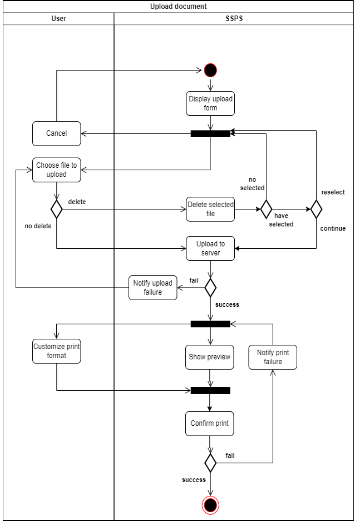 Upload document
User
SSPS
Display upload
form
Cancel
Choose file to
upload
no
selected
reselect
delete
Delete selected
file
have
selected
no delete
continue
Upload to
server
Notify upload
failure
fail
success
Customize print
format
Show preview
Notify print
failure
Confirm print
fail
success